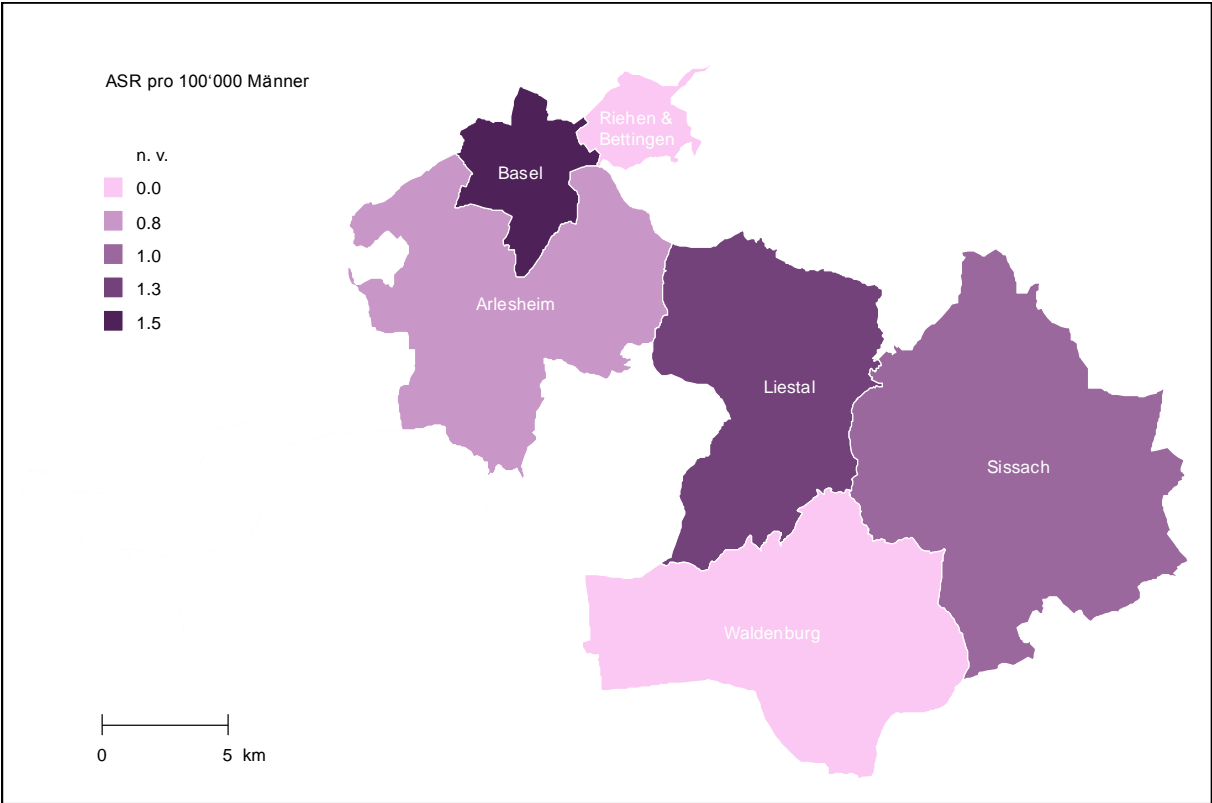 ASR pro 100‘000 Männer
n. v.
0.0
0.8
1.0
1.3
1.5
Riehen &
Bettingen
Basel
Arlesheim
Liestal
Sissach
Waldenburg
0 5 km